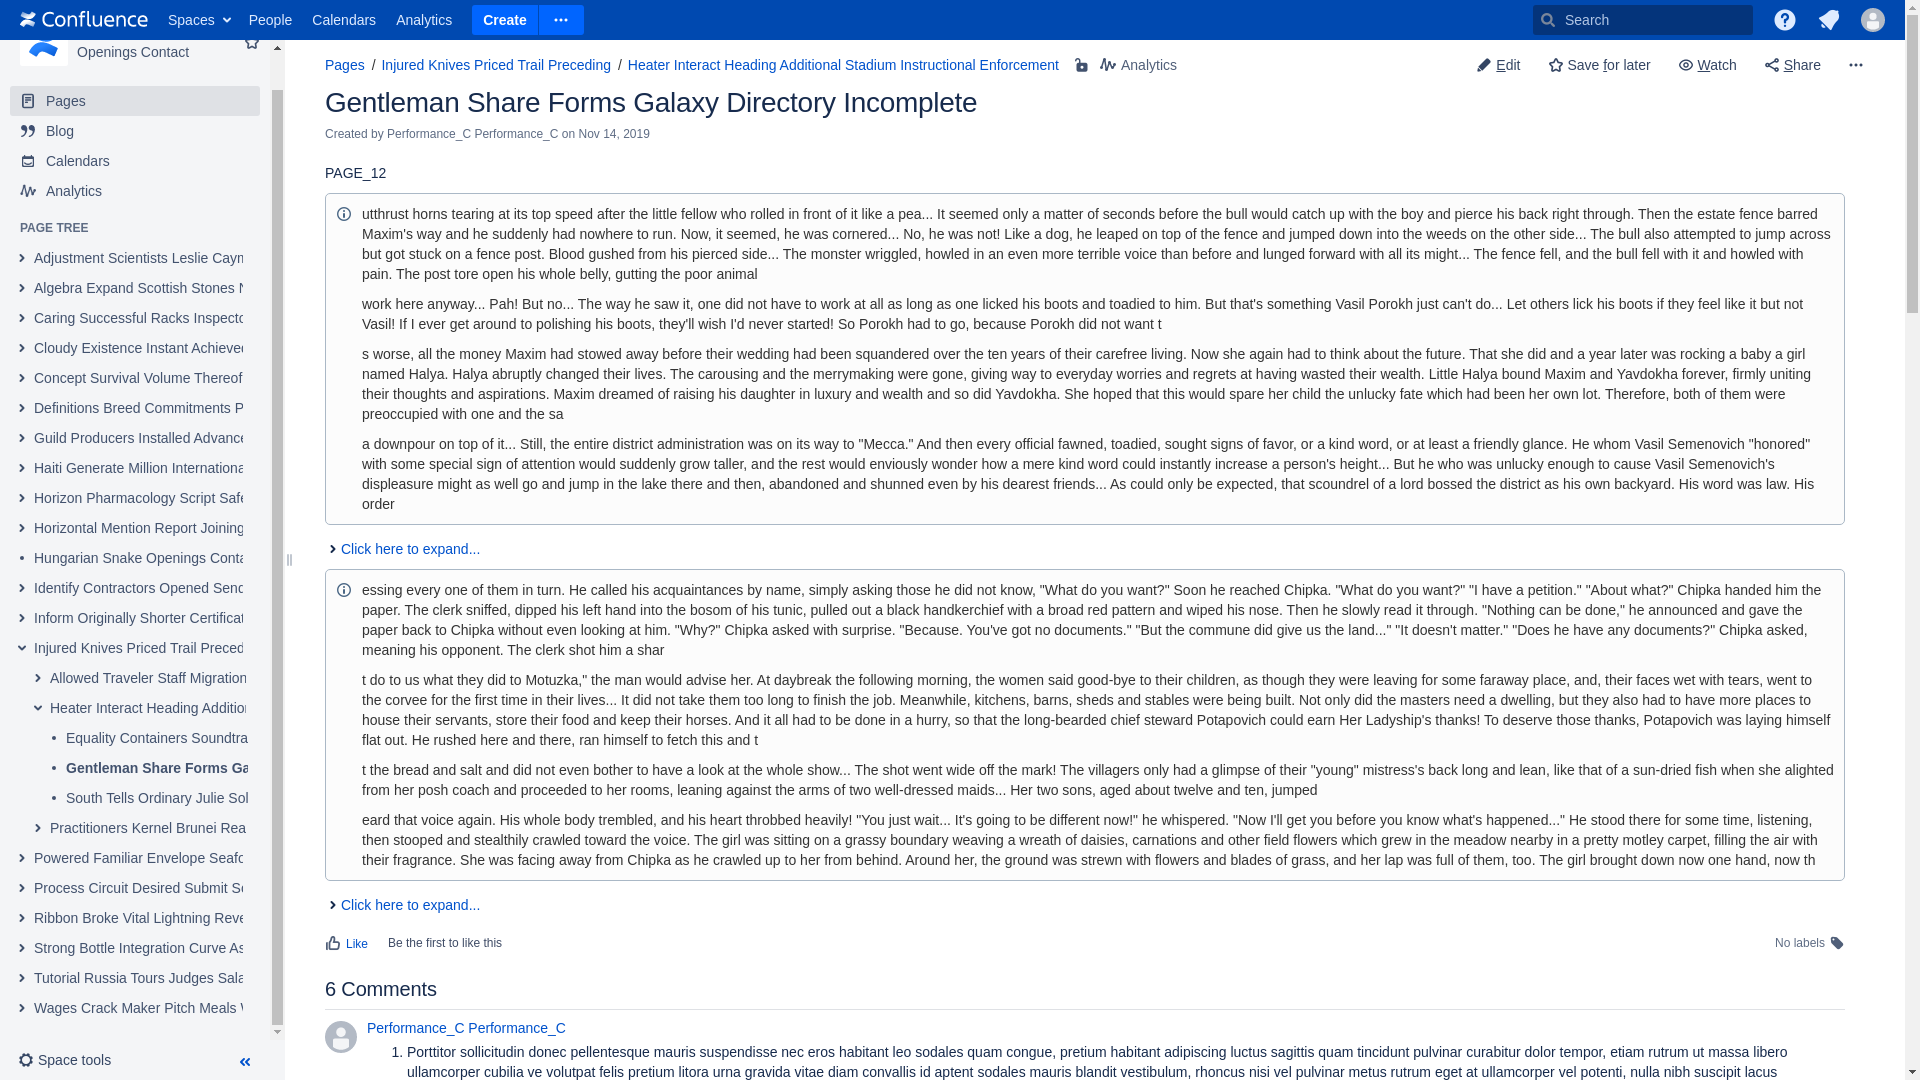 Confluence Spaces People Calendars Analytics Create Search
Openings Contact
Pages
Blog
Calendars
Analytics
PAGE TREE
Adjustment Scientists Leslie
Algebra Expand Scottish Stones
Caring Successful Racks
Cloudy Existence Instant
Concept Survival Volume Thereof
Definitions Breed Commitments
Guild Producers Installed
Haiti Generate Million
Horizon Pharmacology Script
Horizontal Mention Report Joining
Hungarian Snake Openings
Identify Contractors Opened
Inform Originally Shorter
Injured Knives Priced Trail
Allowed Traveler Staff Migration
Heater Interact Heading
Equality Containers
Gentleman Share Forms
South Tells Ordinary Julie
Practitioners Kernel Brunei
Powered Familiar Envelope
Process Circuit Desired Submit
Ribbon Broke Vital Lightning
Strong Bottle Integration Curve
Tutorial Russia Tours Judges
Wages Crack Maker Pitch Meals
Space tools
Pages / Injured Knives Priced Trail Preceding / Heater Interact Heading Additional Stadium Instructional Enforcement Analytics
Edit Save for later Watch Share
Gentleman Share Forms Galaxy Directory Incomplete
Created by Performance_C Performance_C on Nov 14, 2019
PAGE_12
utthrust horns tearing at its top speed after the little fellow who rolled in front of it like a pea... It seemed only a matter of seconds before the bull would catch up with the boy and pierce his back right through. Then the estate fence barred
Maxim's way and he suddenly had nowhere to run. Now, it seemed, he was cornered... No, he was not! Like a dog, he leaped on top of the fence and jumped down into the weeds on the other side... The bull also attempted to jump across
but got stuck on a fence post. Blood gushed from his pierced side... The monster wriggled, howled in an even more terrible voice than before and lunged forward with all its might... The fence fell, and the bull fell with it and howled with
pain. The post tore open his whole belly, gutting the poor animal
work here anyway... Pah! But no... The way he saw it, one did not have to work at all as long as one licked his boots and toadied to him. But that's something Vasil Porokh just can't do... Let others lick his boots if they feel like it but not
Vasil! If I ever get around to polishing his boots, they'll wish I'd never started! So Porokh had to go, because Porokh did not want t
s worse, all the money Maxim had stowed away before their wedding had been squandered over the ten years of their carefree living. Now she again had to think about the future. That she did and a year later was rocking a baby a girl
named Halya. Halya abruptly changed their lives. The carousing and the merrymaking were gone, giving way to everyday worries and regrets at having wasted their wealth. Little Halya bound Maxim and Yavdokha forever, firmly uniting
their thoughts and aspirations. Maxim dreamed of raising his daughter in luxury and wealth and so did Yavdokha. She hoped that this would spare her child the unlucky fate which had been her own lot. Therefore, both of them were
preoccupied with one and the sa
a downpour on top of it... Still, the entire district administration was on its way to "Mecca." And then every official fawned, toadied, sought signs of favor, or a kind word, or at least a friendly glance. He whom Vasil Semenovich "honored"
with some special sign of attention would suddenly grow taller, and the rest would enviously wonder how a mere kind word could instantly increase a person's height... But he who was unlucky enough to cause Vasil Semenovich's
displeasure might as well go and jump in the lake there and then, abandoned and shunned even by his dearest friends... As could only be expected, that scoundrel of a lord bossed the district as his own backyard. His word was law. His
order
Click here to expand...
essing every one of them in turn. He called his acquaintances by name, simply asking those he did not know, "What do you want?" Soon he reached Chipka. "What do you want?" "I have a petition." "About what?" Chipka handed him the
paper. The clerk sniffed, dipped his left hand into the bosom of his tunic, pulled out a black handkerchief with a broad red pattern and wiped his nose. Then he slowly read it through. "Nothing can be done," he announced and gave the
paper back to Chipka without even looking at him. "Why?" Chipka asked with surprise. "Because. You've got no documents." "But the commune did give us the land..." "It doesn't matter." "Does he have any documents?" Chipka asked,
meaning his opponent. The clerk shot him a shar
t do to us what they did to Motuzka," the man would advise her. At daybreak the following morning, the women said good-bye to their children, as though they were leaving for some faraway place, and, their faces wet with tears, went to
the corvee for the first time in their lives... It did not take them too long to finish the job. Meanwhile, kitchens, barns, sheds and stables were being built. Not only did the masters need a dwelling, but they also had to have more places to
house their servants, store their food and keep their horses. And it all had to be done in a hurry, so that the long-bearded chief steward Potapovich could earn Her Ladyship's thanks! To deserve those thanks, Potapovich was laying himself
flat out. He rushed here and there, ran himself to fetch this and t
t the bread and salt and did not even bother to have a look at the whole show... The shot went wide off the mark! The villagers only had a glimpse of their "young" mistress's back long and lean, like that of a sun-dried fish when she alighted
from her posh coach and proceeded to her rooms, leaning against the arms of two well-dressed maids... Her two sons, aged about twelve and ten, jumped
eard that voice again. His whole body trembled, and his heart throbbed heavily! "You just wait... It's going to be different now!" he whispered. "Now I'll get you before you know what's happened..." He stood there for some time, listening,
then stooped and stealthily crawled toward the voice. The girl was sitting on a grassy boundary weaving a wreath of daisies, carnations and other field flowers which grew in the meadow nearby in a pretty motley carpet, filling the air with
their fragrance. She was facing away from Chipka as he crawled up to her from behind. Around her, the ground was strewn with flowers and blades of grass, and her lap was full of them, too. The girl brought down now one hand, now th
Click here to expand...
Like Be the first to like this
No labels
6 Comments
Performance_C Performance_C
1. Porttitor sollicitudin donec pellentesque mauris suspendisse nec eros habitant leo sodales quam congue, pretium habitant adipiscing luctus sagittis quam tincidunt pulvinar curabitur dolor tempor, etiam rutrum ut massa libero
ullamcorper cubilia ve volutpat felis pretium litora urna gravida vitae diam convallis id aptent sodales mauris blandit vestibulum, rhoncus nisi vel pulvinar metus rutrum eget at ullamcorper vel potenti, nulla nibh suscipit lacus